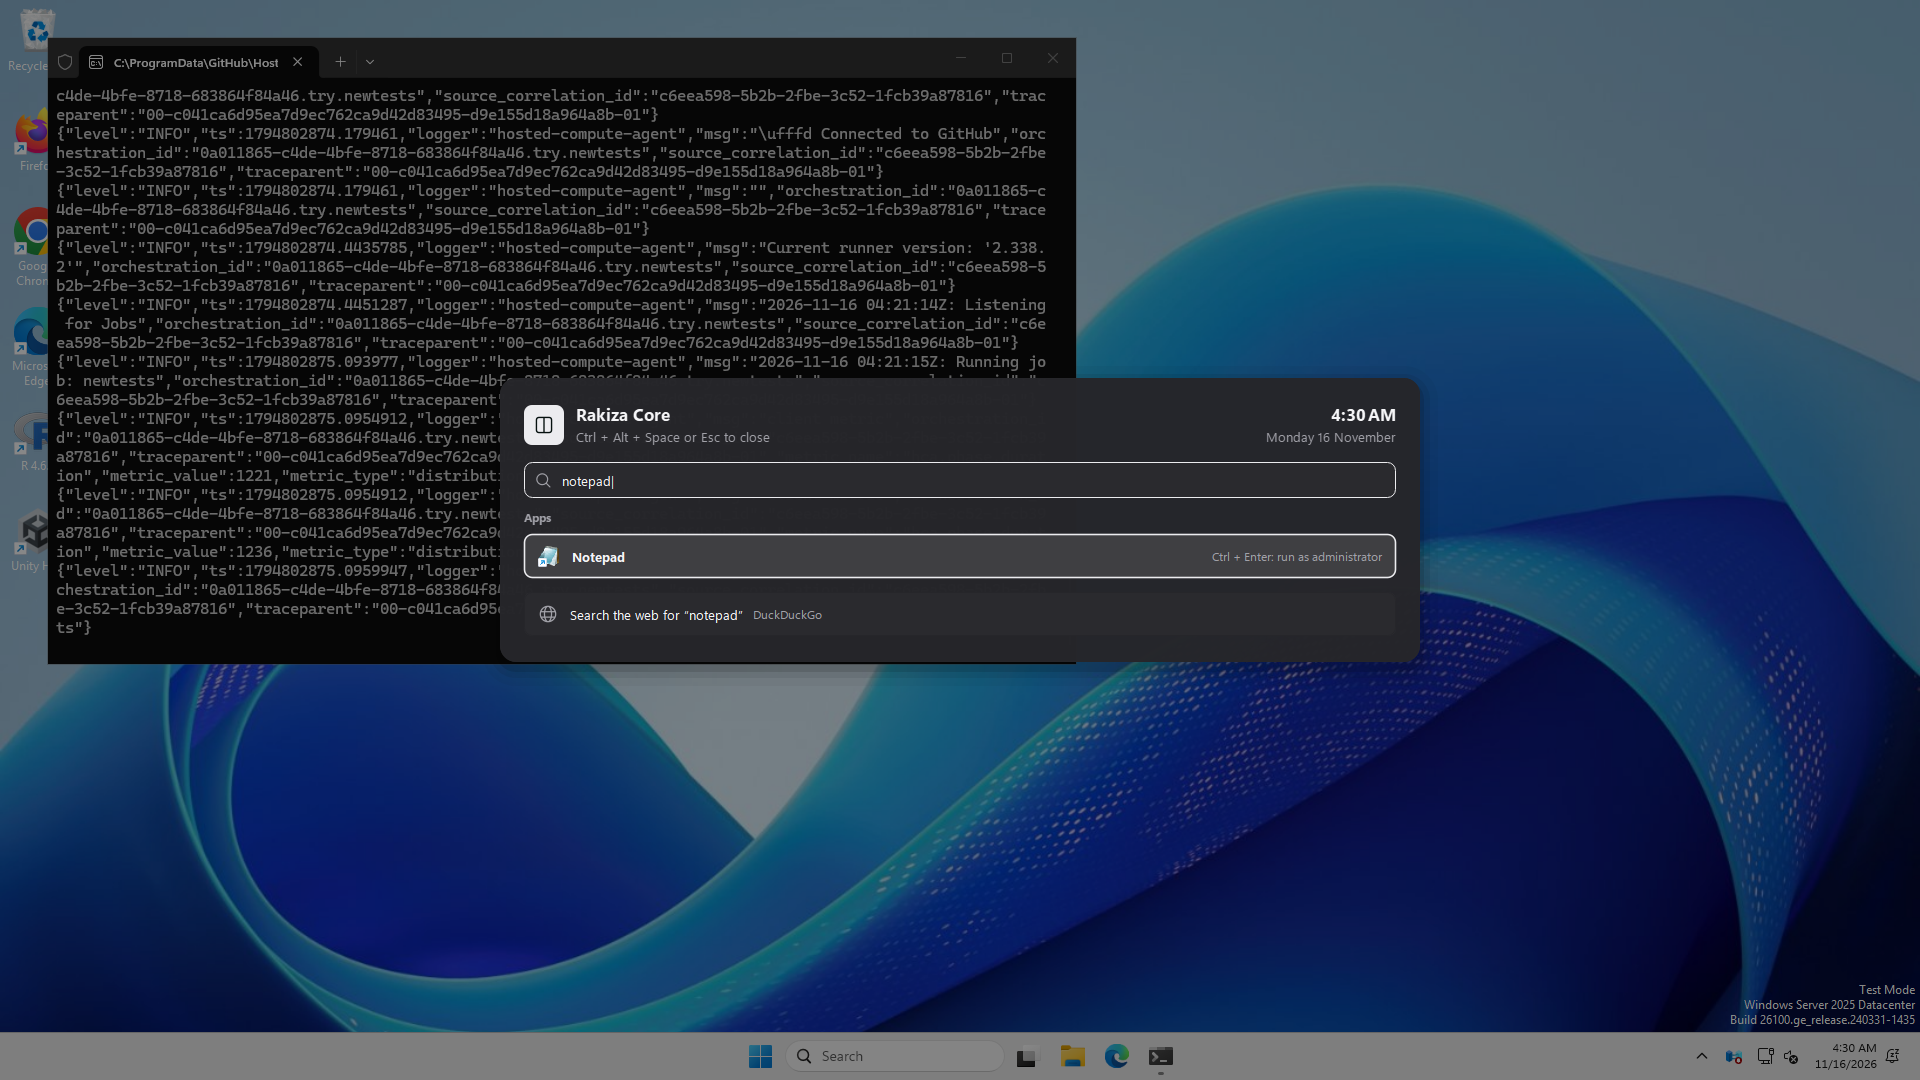 Recycle
Firefo
Goog
Chron
Micros
Edge
R 4.6.
Unity H
C:\ProgramData\GitHub\Host
c4de-4bfe-8718-683864f84a46.try.newtests","source_correlation_id":"c6eea598-5b2b-2fbe-3c52-1fcb39a87816","trac
eparent":"00-c041ca6d95ea7d9ec762ca9d42d83495-d9e155d18a964a8b-01"}
{"level":"INFO","ts":1794802874.179461,"logger":"hosted-compute-agent","msg":"\ufffd Connected to GitHub","orc
hestration_id":"0a011865-c4de-4bfe-8718-683864f84a46.try.newtests","source_correlation_id":"c6eea598-5b2b-2fbe
-3c52-1fcb39a87816","traceparent":"00-c041ca6d95ea7d9ec762ca9d42d83495-d9e155d18a964a8b-01"}
{"level":"INFO","ts":1794802874.179461,"logger":"hosted-compute-agent","msg":"","orchestration_id":"0a011865-c
4de-4bfe-8718-683864f84a46.try.newtests","source_correlation_id":"c6eea598-5b2b-2fbe-3c52-1fcb39a87816","trace
parent":"00-c041ca6d95ea7d9ec762ca9d42d83495-d9e155d18a964a8b-01"}
{"level":"INFO","ts":1794802874.4435785,"logger":"hosted-compute-agent","msg":"Current runner version: '2.338.
2'","orchestration_id":"0a011865-c4de-4bfe-8718-683864f84a46.try.newtests","source_correlation_id":"c6eea598-5
b2b-2fbe-3c52-1fcb39a87816","traceparent":"00-c041ca6d95ea7d9ec762ca9d42d83495-d9e155d18a964a8b-01"}
{"level":"INFO","ts":1794802874.4451287,"logger":"hosted-compute-agent","msg":"2026-11-16 04:21:14Z: Listening
for Jobs","orchestration_id":"0a011865-c4de-4bfe-8718-683864f84a46.try.newtests","source_correlation_id":"c6e
ea598-5b2b-2fbe-3c52-1fcb39a87816","traceparent":"00-c041ca6d95ea7d9ec762ca9d42d83495-d9e155d18a964a8b-01"}
{"level":"INFO","ts":1794802875.093977,"logger":"hosted-compute-agent","msg":"2026-11-16 04:21:15Z: Running jo
b: newtests","orchestration_id":"0a011865-c4de-4bf
6eea598-5b2b-2fbe-3c52-1fcb39a87816","traceparent"
{"level":"INFO","ts":1794802875.0954912,"logger":
d":"0a011865-c4de-4bfe-8718-683864f84a46.try.newte
a87816","traceparent":"00-c041ca6d95ea7d9ec762ca9d
ion","metric_value":1221,"metric_type":"distributi
{"level":"INFO","ts":1794802875.0954912,"logger":
d":"0a011865-c4de-4bfe-8718-683864f84a46.try.newte
a87816","traceparent":"00-c041ca6d95ea7d9ec762ca9d
ion","metric_value":1236,"metric_type":"distributi
{"level":"INFO","ts":1794802875.0959947,"logger":
chestration_id":"0a011865-c4de-4bfe-8718-683864f84
e-3c52-1fcb39a87816","traceparent":"00-c041ca6d95e
ts"}
Rakiza Core
4:30 AM
Ctrl + Alt + Space or Esc to close
Monday 16 November
notepad
Apps
Notepad
Ctrl + Enter: run as administrator
Search the web for “notepad” DuckDuckGo
Test Mode
Windows Server 2025 Datacenter
Build 26100.ge_release.240331-1435
Search
4:30 AM
11/16/2026